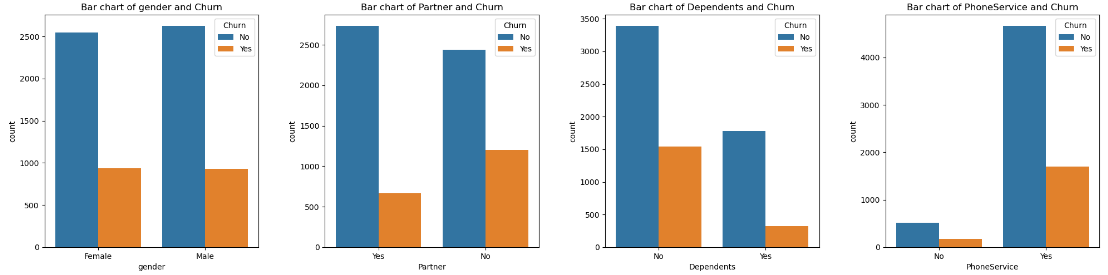 Bar chart of gender and Churn
Churn
No
Yes
2500
2000
1500
1000
500
0
count
Female
Male
gender
Bar chart of Partner and Churn
Churn
No
Yes
2500
2000
1500
1000
500
0
count
Yes
No
Partner
Bar chart of Dependents and Churn
Churn
No
Yes
3500
3000
2500
2000
1500
1000
500
0
count
No
Yes
Dependents
Bar chart of PhoneService and Churn
Churn
No
Yes
4000
3000
2000
1000
0
count
No
Yes
PhoneService